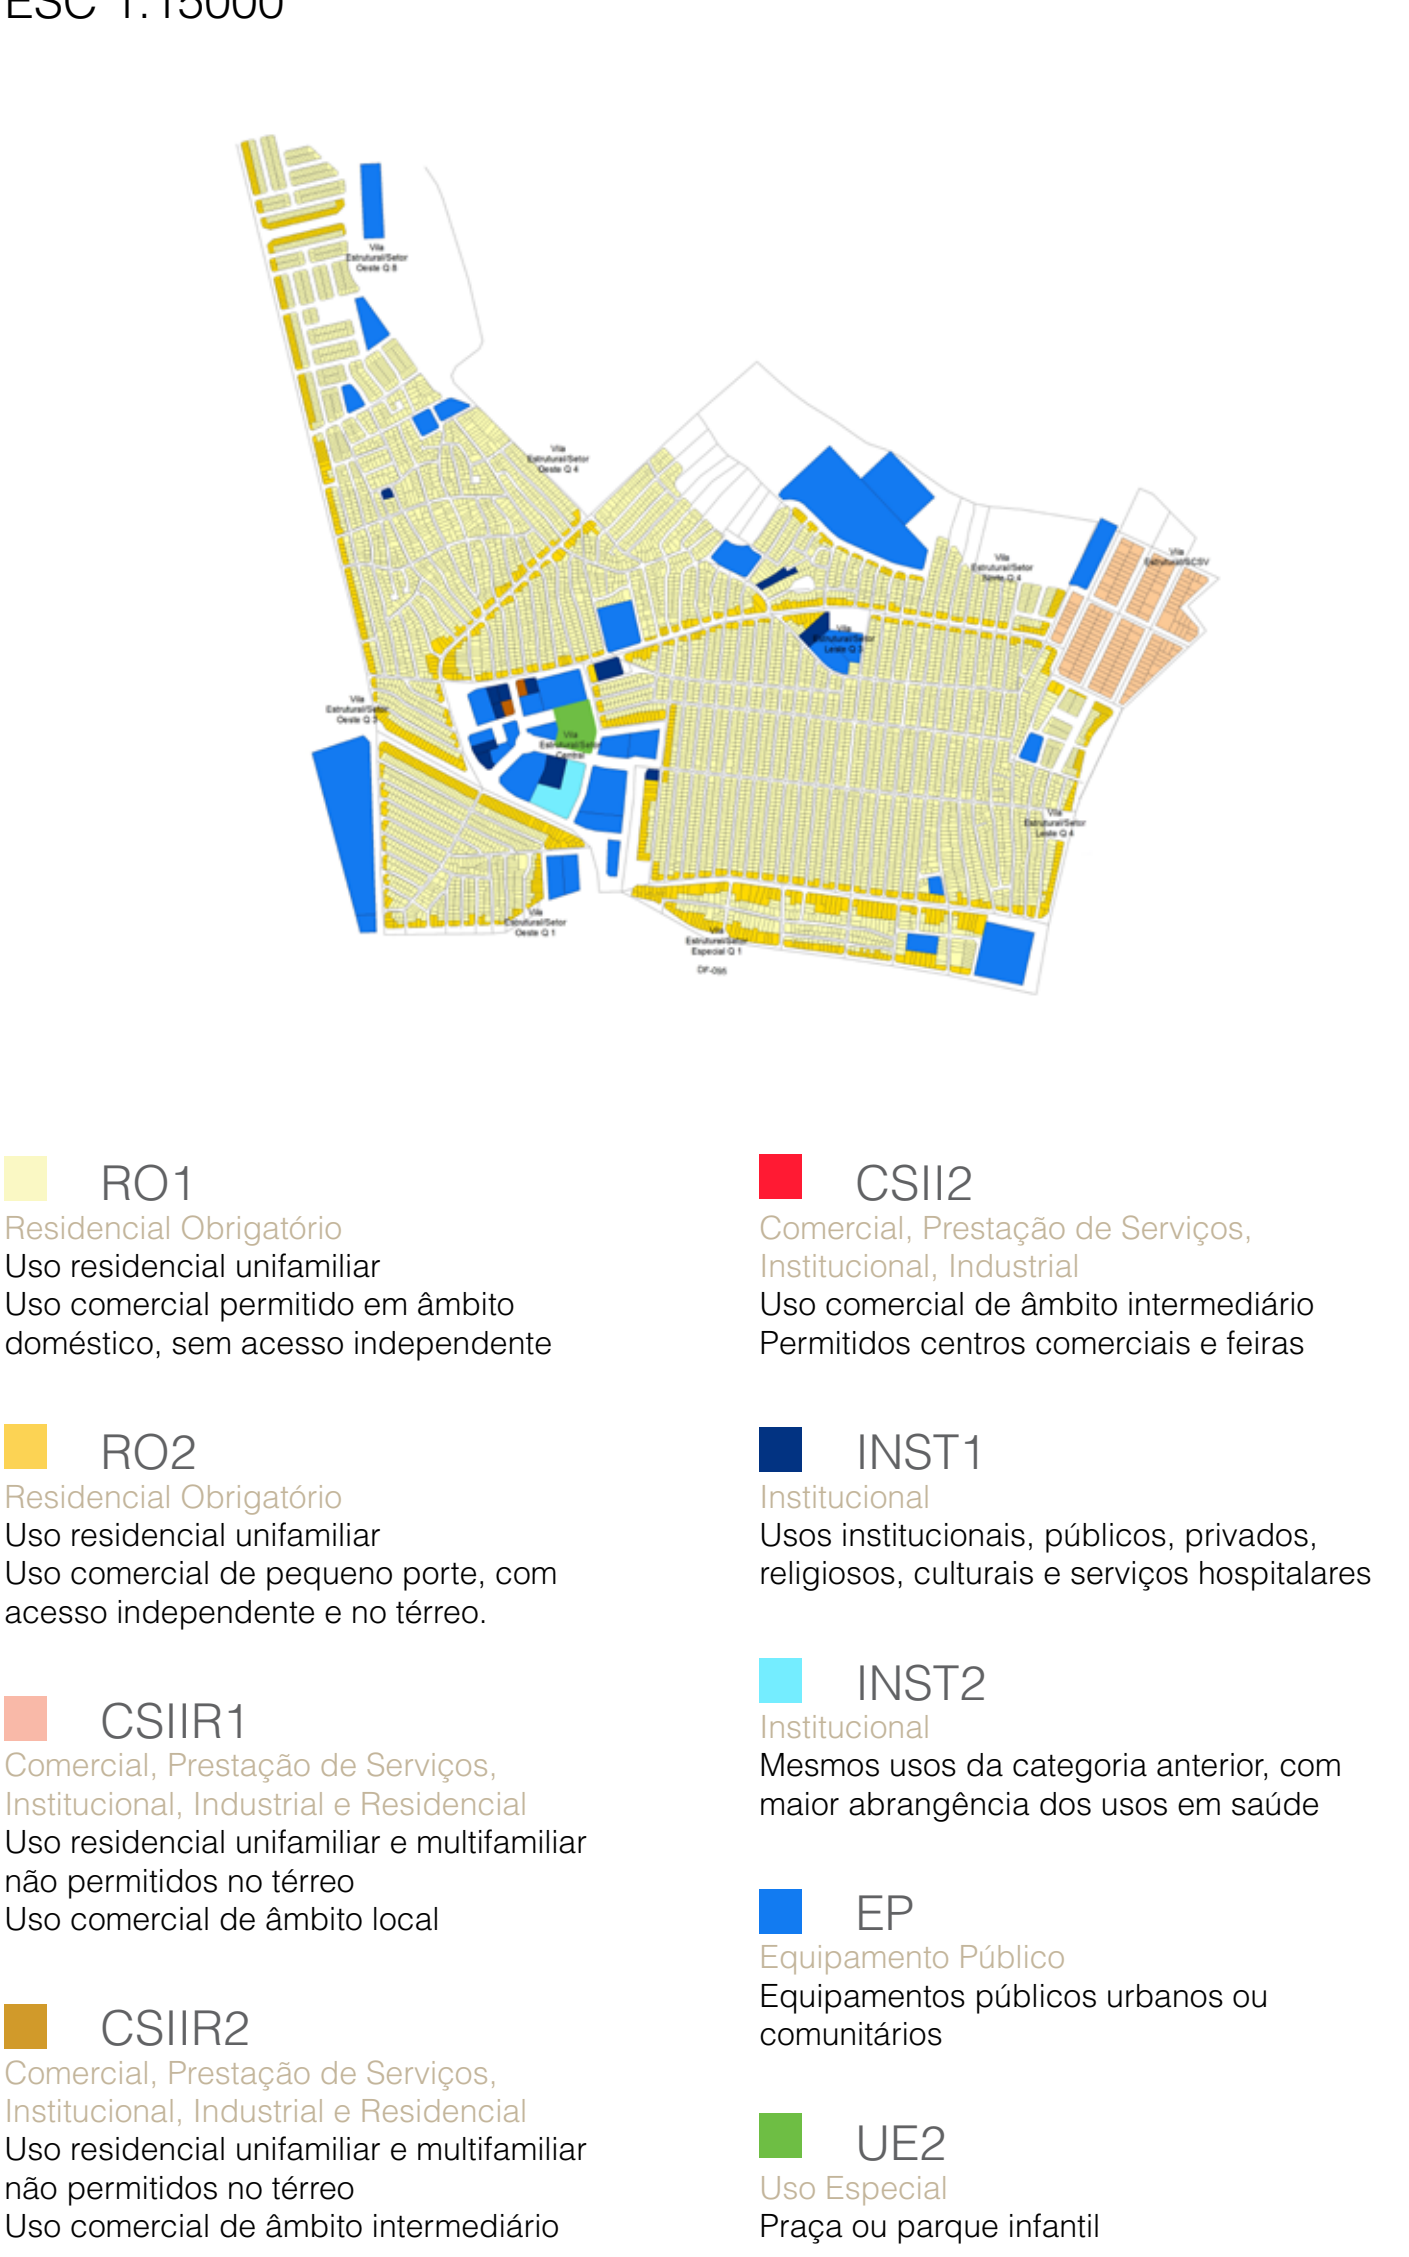 ESC 1:15000
Vila
Estrutural/Setor
Oeste Q 8
Vila
Estrutural/Setor
Oeste Q 4
Vila
Estrutural/Setor
Norte Q 4
Vila
Estrutural/SCSV
Vila
Estrutural/Setor
Leste Q 3
Vila
Estrutural/Setor
Oeste Q 3
Vila
Estrutural/Setor
Central
Vila
Estrutural/Setor
Leste Q 4
Vila
Estrutural/Setor
Oeste Q 1
Vila
Estrutural/Setor
Especial Q 1
DF-095
RO1
Residencial Obrigatório
Uso residencial unifamiliar
Uso comercial permitido em âmbito
doméstico, sem acesso independente
RO2
Residencial Obrigatório
Uso residencial unifamiliar
Uso comercial de pequeno porte, com
acesso independente e no térreo.
CSIIR1
Comercial, Prestação de Serviços,
Institucional, Industrial e Residencial
Uso residencial unifamiliar e multifamiliar
não permitidos no térreo
Uso comercial de âmbito local
CSIIR2
Comercial, Prestação de Serviços,
Institucional, Industrial e Residencial
Uso residencial unifamiliar e multifamiliar
não permitidos no térreo
Uso comercial de âmbito intermediário
CSII2
Comercial, Prestação de Serviços,
Institucional, Industrial
Uso comercial de âmbito intermediário
Permitidos centros comerciais e feiras
INST1
Institucional
Usos institucionais, públicos, privados,
religiosos, culturais e serviços hospitalares
INST2
Institucional
Mesmos usos da categoria anterior, com
maior abrangência dos usos em saúde
EP
Equipamento Público
Equipamentos públicos urbanos ou
comunitários
UE2
Uso Especial
Praça ou parque infantil